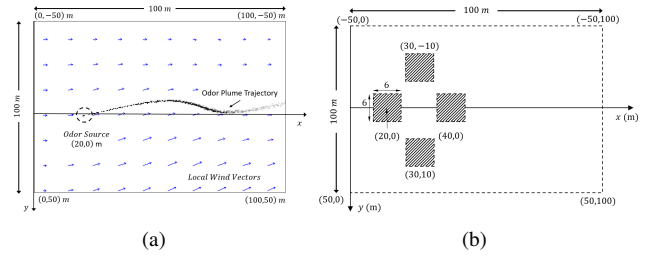 100 m
(0,-50) m
(100,-50) m
100 m
Odor Plume Trajectory
x
Odor Source
(20,0) m
Local Wind Vectors
(0,50) m
(100,50) m
y
(a)
100 m
(−50,0)
(−50,100)
(30,−10)
6
6
100 m
x (m)
(20,0)
(40,0)
(30,10)
(50,0)
(50,100)
y (m)
(b)